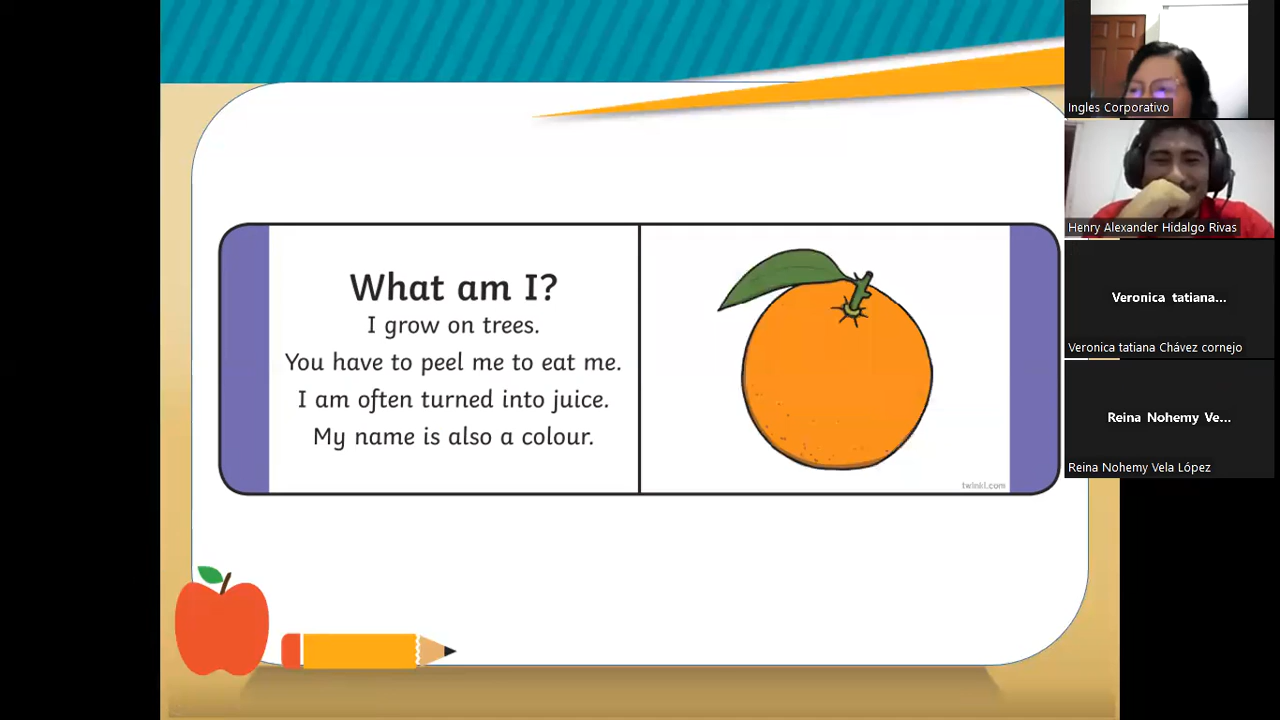 What am I?
I grow on trees.
You have to peel me to eat me.
I am often turned into juice.
My name is also a colour.
twinkl.com
Ingles Corporativo
Henry Alexander Hidalgo Rivas
Veronica tatiana...
Veronica tatiana Chávez cornejo
Reina Nohemy Ve...
Reina Nohemy Vela López